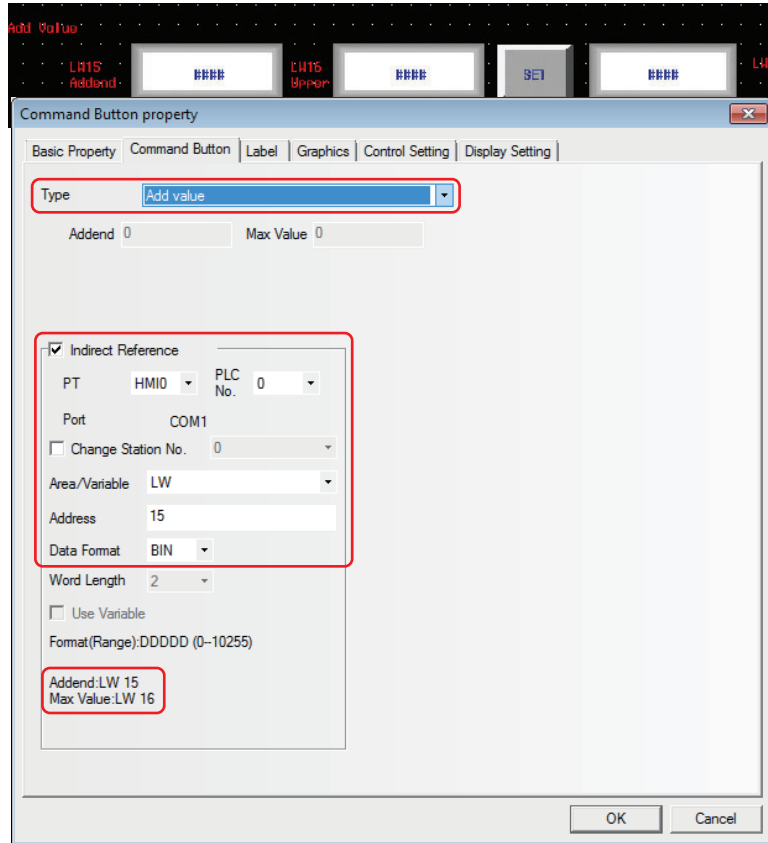 Add Value
LW15 Addend #### LW16 Upper #### SET ####
Command Button property
Basic Property Command Button Label Graphics Control Setting Display Setting
Type Add value
Addend 0 Max Value 0
Indirect Reference
PT HMI0 PLC No. 0
Port COM1
Change Station No. 0
Area/Variable LW
Address 15
Data Format BIN
Word Length 2
Use Variable
Format(Range):DDDDD (0--10255)
Addend:LW 15
Max Value:LW 16
OK Cancel